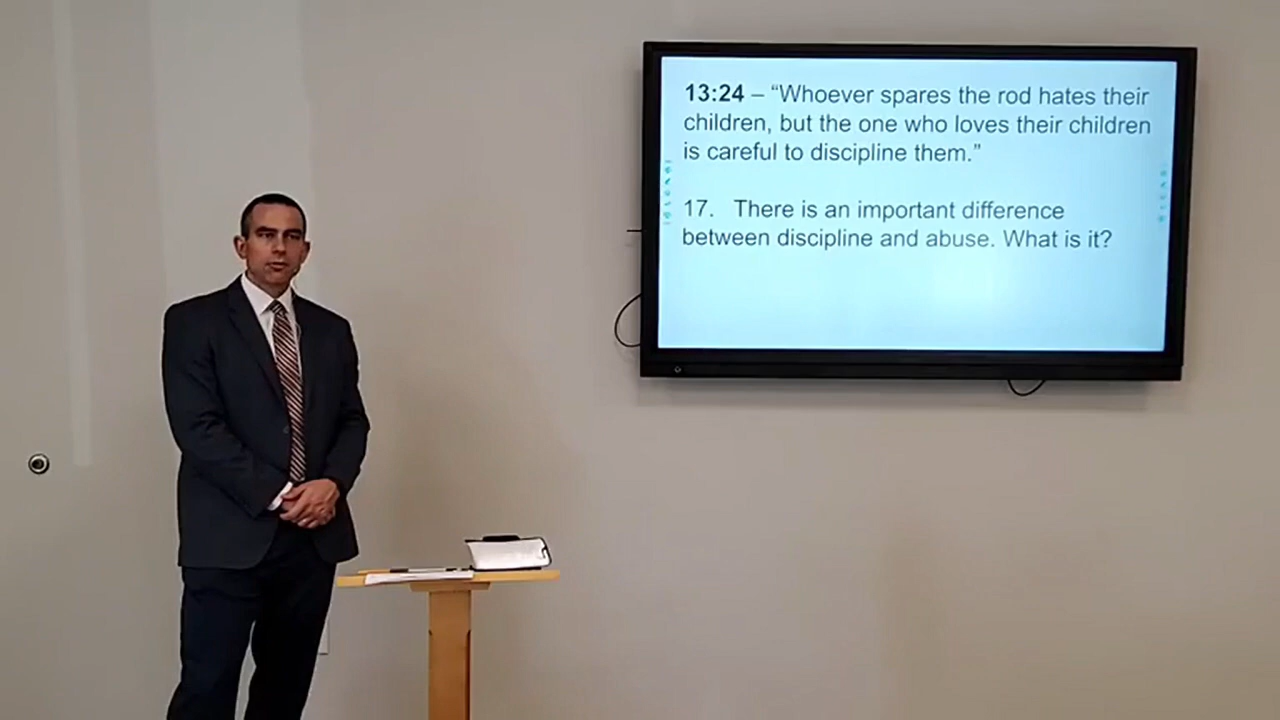 13:24 – “Whoever spares the rod hates their
children, but the one who loves their children
is careful to discipline them.”
17. There is an important difference
between discipline and abuse. What is it?